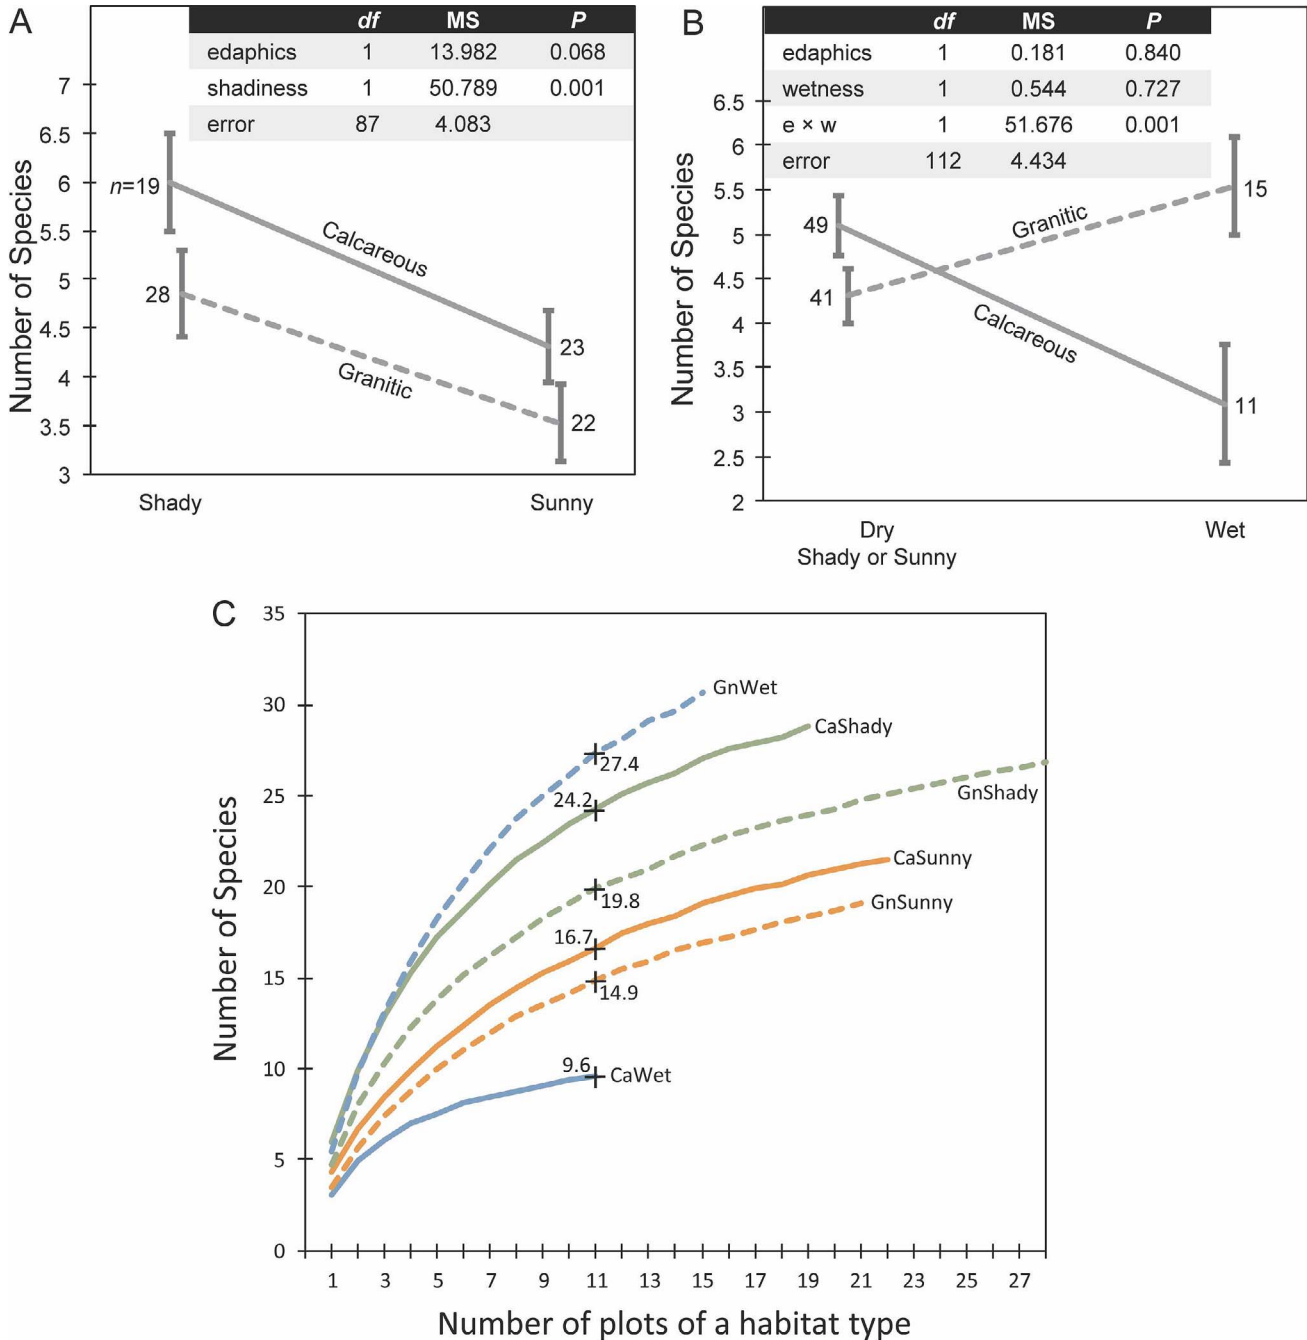 A
df MS P
edaphics 1 13.982 0.068
shadiness 1 50.789 0.001
error 87 4.083
Number of Species
7
6.5
6
5.5
5
4.5
4
3.5
3
n=19
28
Calcareous
Granitic
23
22
Shady Sunny
B
df MS P
edaphics 1 0.181 0.840
wetness 1 0.544 0.727
e × w 1 51.676 0.001
error 112 4.434
Number of Species
6.5
6
5.5
5
4.5
4
3.5
3
2.5
2
49
41
Granitic
Calcareous
15
11
Dry Wet
Shady or Sunny
C
Number of Species
35
30
25
20
15
10
5
0
GnWet
CaShady
GnShady
CaSunny
GnSunny
CaWet
27.4
24.2
19.8
16.7
14.9
9.6
1 3 5 7 9 11 13 15 17 19 21 23 25 27
Number of plots of a habitat type